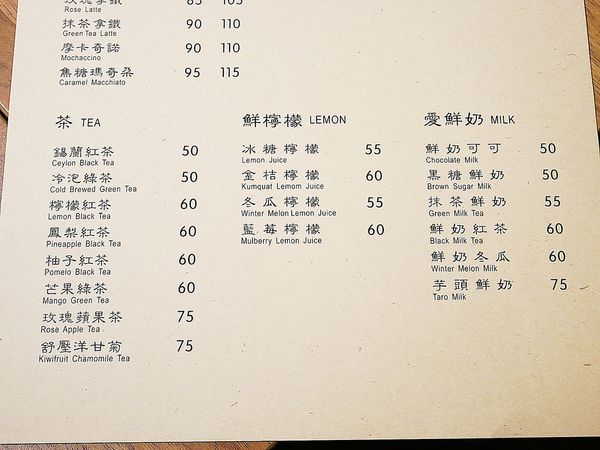 玫瑰拿鐵 85 105
Rose Latte
抹茶拿鐵 90 110
Green Tea Latte
摩卡奇諾 90 110
Mochaccino
焦糖瑪奇朵 95 115
Caramel Macchiato
茶 TEA
錫蘭紅茶 50
Ceylon Black Tea
冷泡綠茶 50
Cold Brewed Green Tea
檸檬紅茶 60
Lemon Black Tea
鳳梨紅茶 60
Pineapple Black Tea
柚子紅茶 60
Pomelo Black Tea
芒果綠茶 60
Mango Green Tea
玫瑰蘋果茶 75
Rose Apple Tea
舒壓洋甘菊 75
Kiwifruit Chamomile Tea
鮮檸檬 LEMON
冰糖檸檬 55
Lemon Juice
金桔檸檬 60
Kumquat Lemom Juice
冬瓜檸檬 55
Winter Melon Lemon Juice
藍莓檸檬 60
Mulberry Lemon Juice
愛鮮奶 MILK
鮮奶可可 50
Chocolate Milk
黑糖鮮奶 50
Brown Sugar Milk
抹茶鮮奶 55
Green Milk Tea
鮮奶紅茶 60
Black Milk Tea
鮮奶冬瓜 60
Winter Melon Milk
芋頭鮮奶 75
Taro Milk